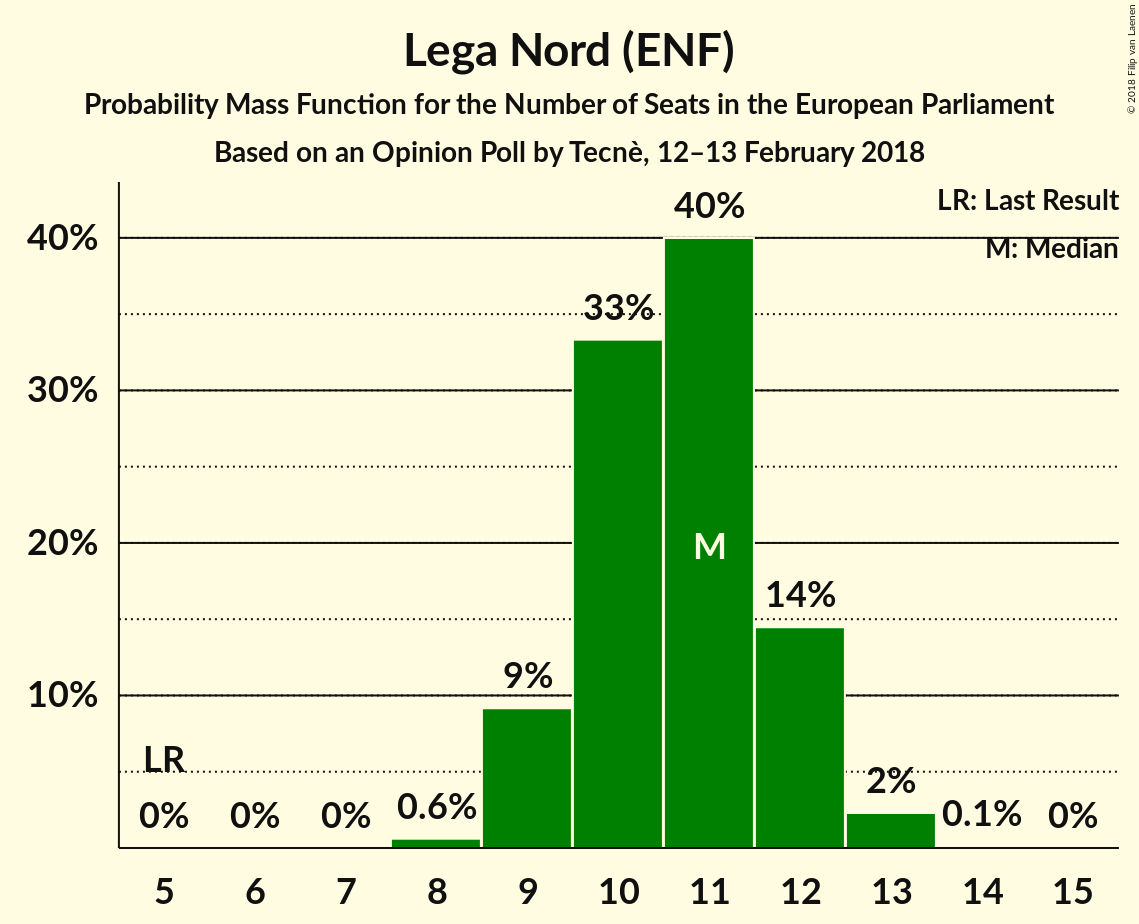 Lega Nord (ENF)
Probability Mass Function for the Number of Seats in the European Parliament
Based on an Opinion Poll by Tecnè, 12–13 February 2018
© 2018 Filip van Laenen
LR: Last Result
M: Median
40%
30%
20%
10%
LR
0%
0%
0%
0.6%
9%
33%
40%
M
14%
2%
0.1%
0%
5 6 7 8 9 10 11 12 13 14 15